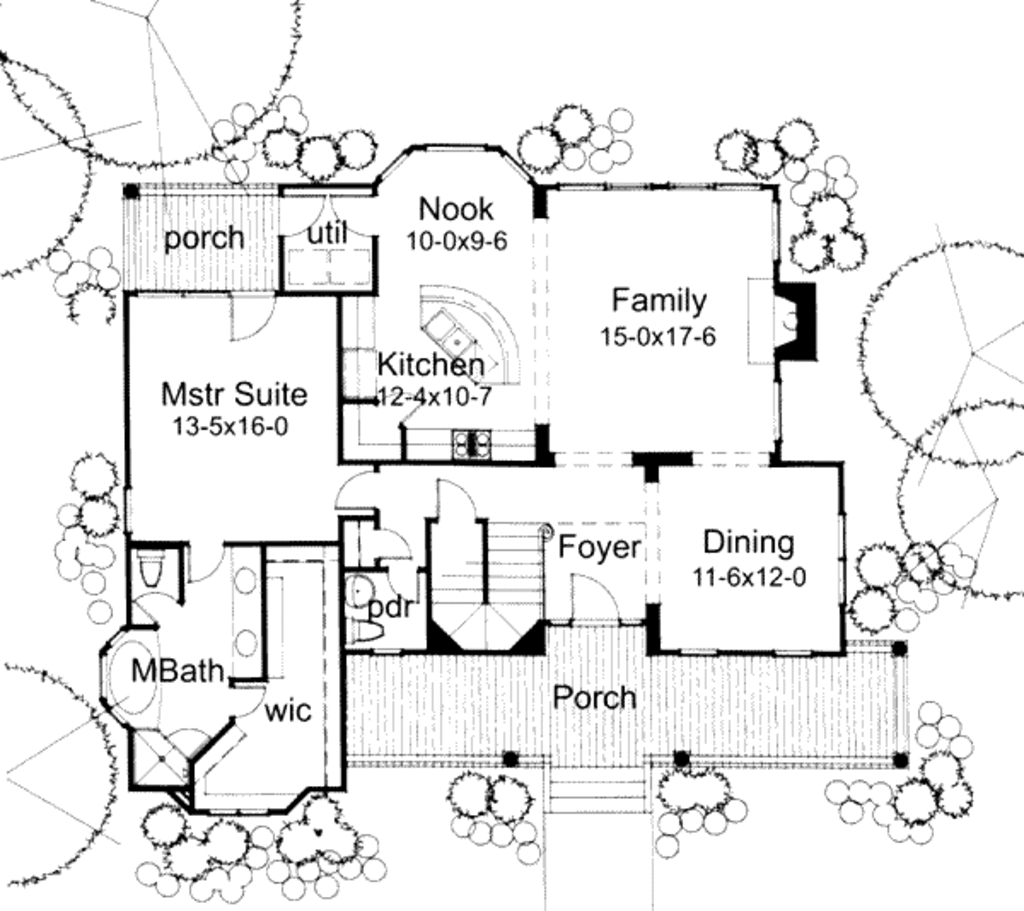 Nook
10-0x9-6
porch
util
Family
15-0x17-6
Kitchen
12-4x10-7
Mstr Suite
13-5x16-0
Foyer
Dining
11-6x12-0
pdr
MBath
wic
Porch